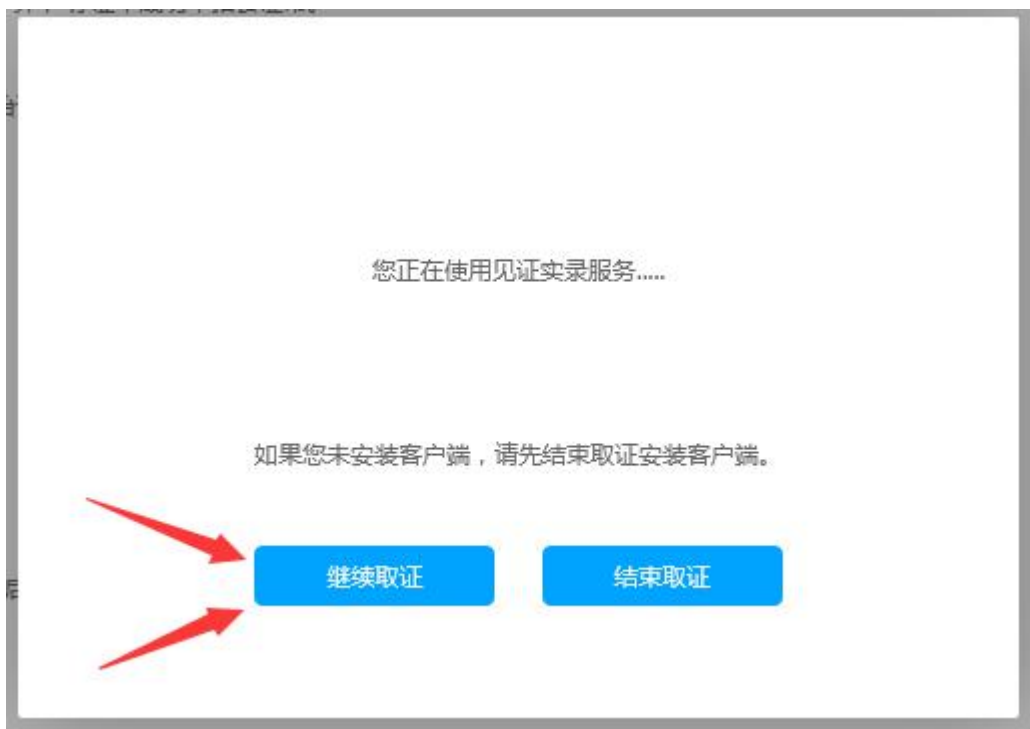 您正在使用见证实录服务.....
如果您未安装客户端，请先结束取证安装客户端。
继续取证
结束取证